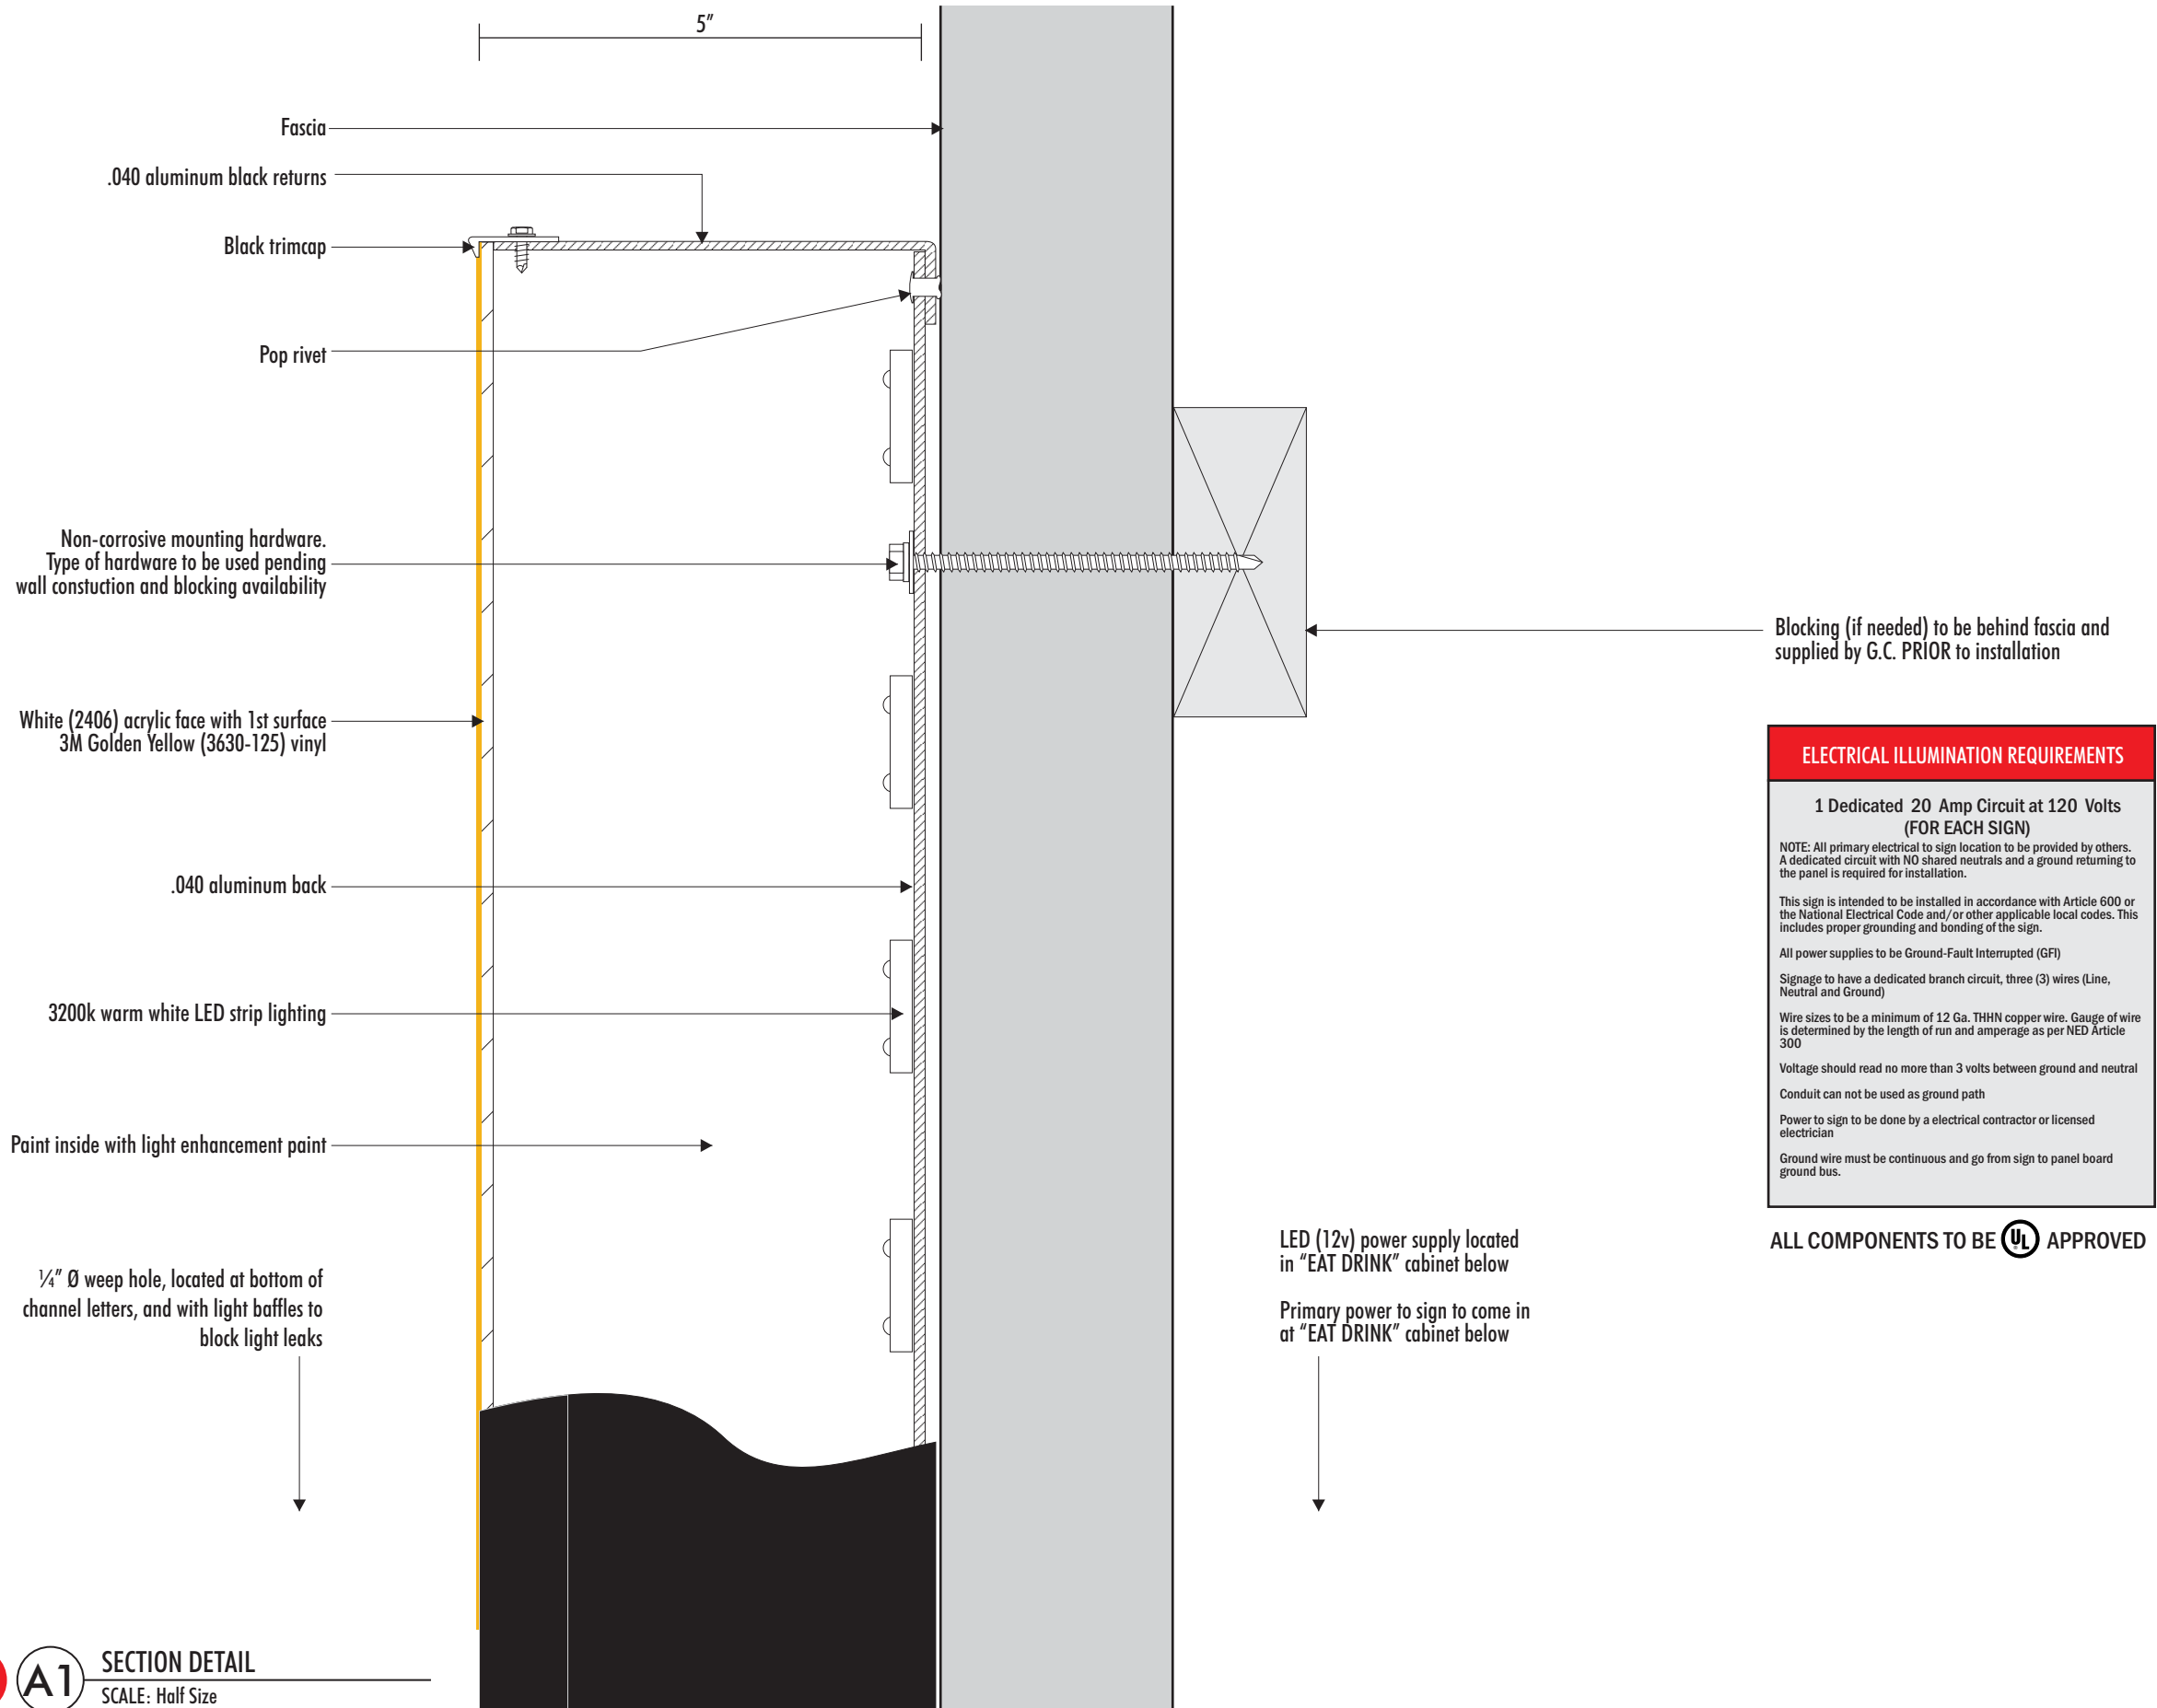 5"
Fascia
.040 aluminum black returns
Black trimcap
Pop rivet
Non-corrosive mounting hardware.
Type of hardware to be used pending
wall constuction and blocking availability
White (2406) acrylic face with 1st surface
3M Golden Yellow (3630-125) vinyl
.040 aluminum back
3200k warm white LED strip lighting
Paint inside with light enhancement paint
¼" Ø weep hole, located at bottom of
channel letters, and with light baffles to
block light leaks
Blocking (if needed) to be behind fascia and
supplied by G.C. PRIOR to installation
ELECTRICAL ILLUMINATION REQUIREMENTS
1 Dedicated 20 Amp Circuit at 120 Volts
(FOR EACH SIGN)
NOTE: All primary electrical to sign location to be provided by others.
A dedicated circuit with NO shared neutrals and a ground returning to
the panel is required for installation.
This sign is intended to be installed in accordance with Article 600 or
the National Electrical Code and/or other applicable local codes. This
includes proper grounding and bonding of the sign.
All power supplies to be Ground-Fault Interrupted (GFI)
Signage to have a dedicated branch circuit, three (3) wires (Line,
Neutral and Ground)
Wire sizes to be a minimum of 12 Ga. THHN copper wire. Gauge of wire
is determined by the length of run and amperage as per NED Article
300
Voltage should read no more than 3 volts between ground and neutral
Conduit can not be used as ground path
Power to sign to be done by a electrical contractor or licensed
electrician
Ground wire must be continuous and go from sign to panel board
ground bus.
ALL COMPONENTS TO BE UL APPROVED
LED (12v) power supply located
in “EAT DRINK” cabinet below
Primary power to sign to come in
at “EAT DRINK” cabinet below
A1
SECTION DETAIL
SCALE: Half Size